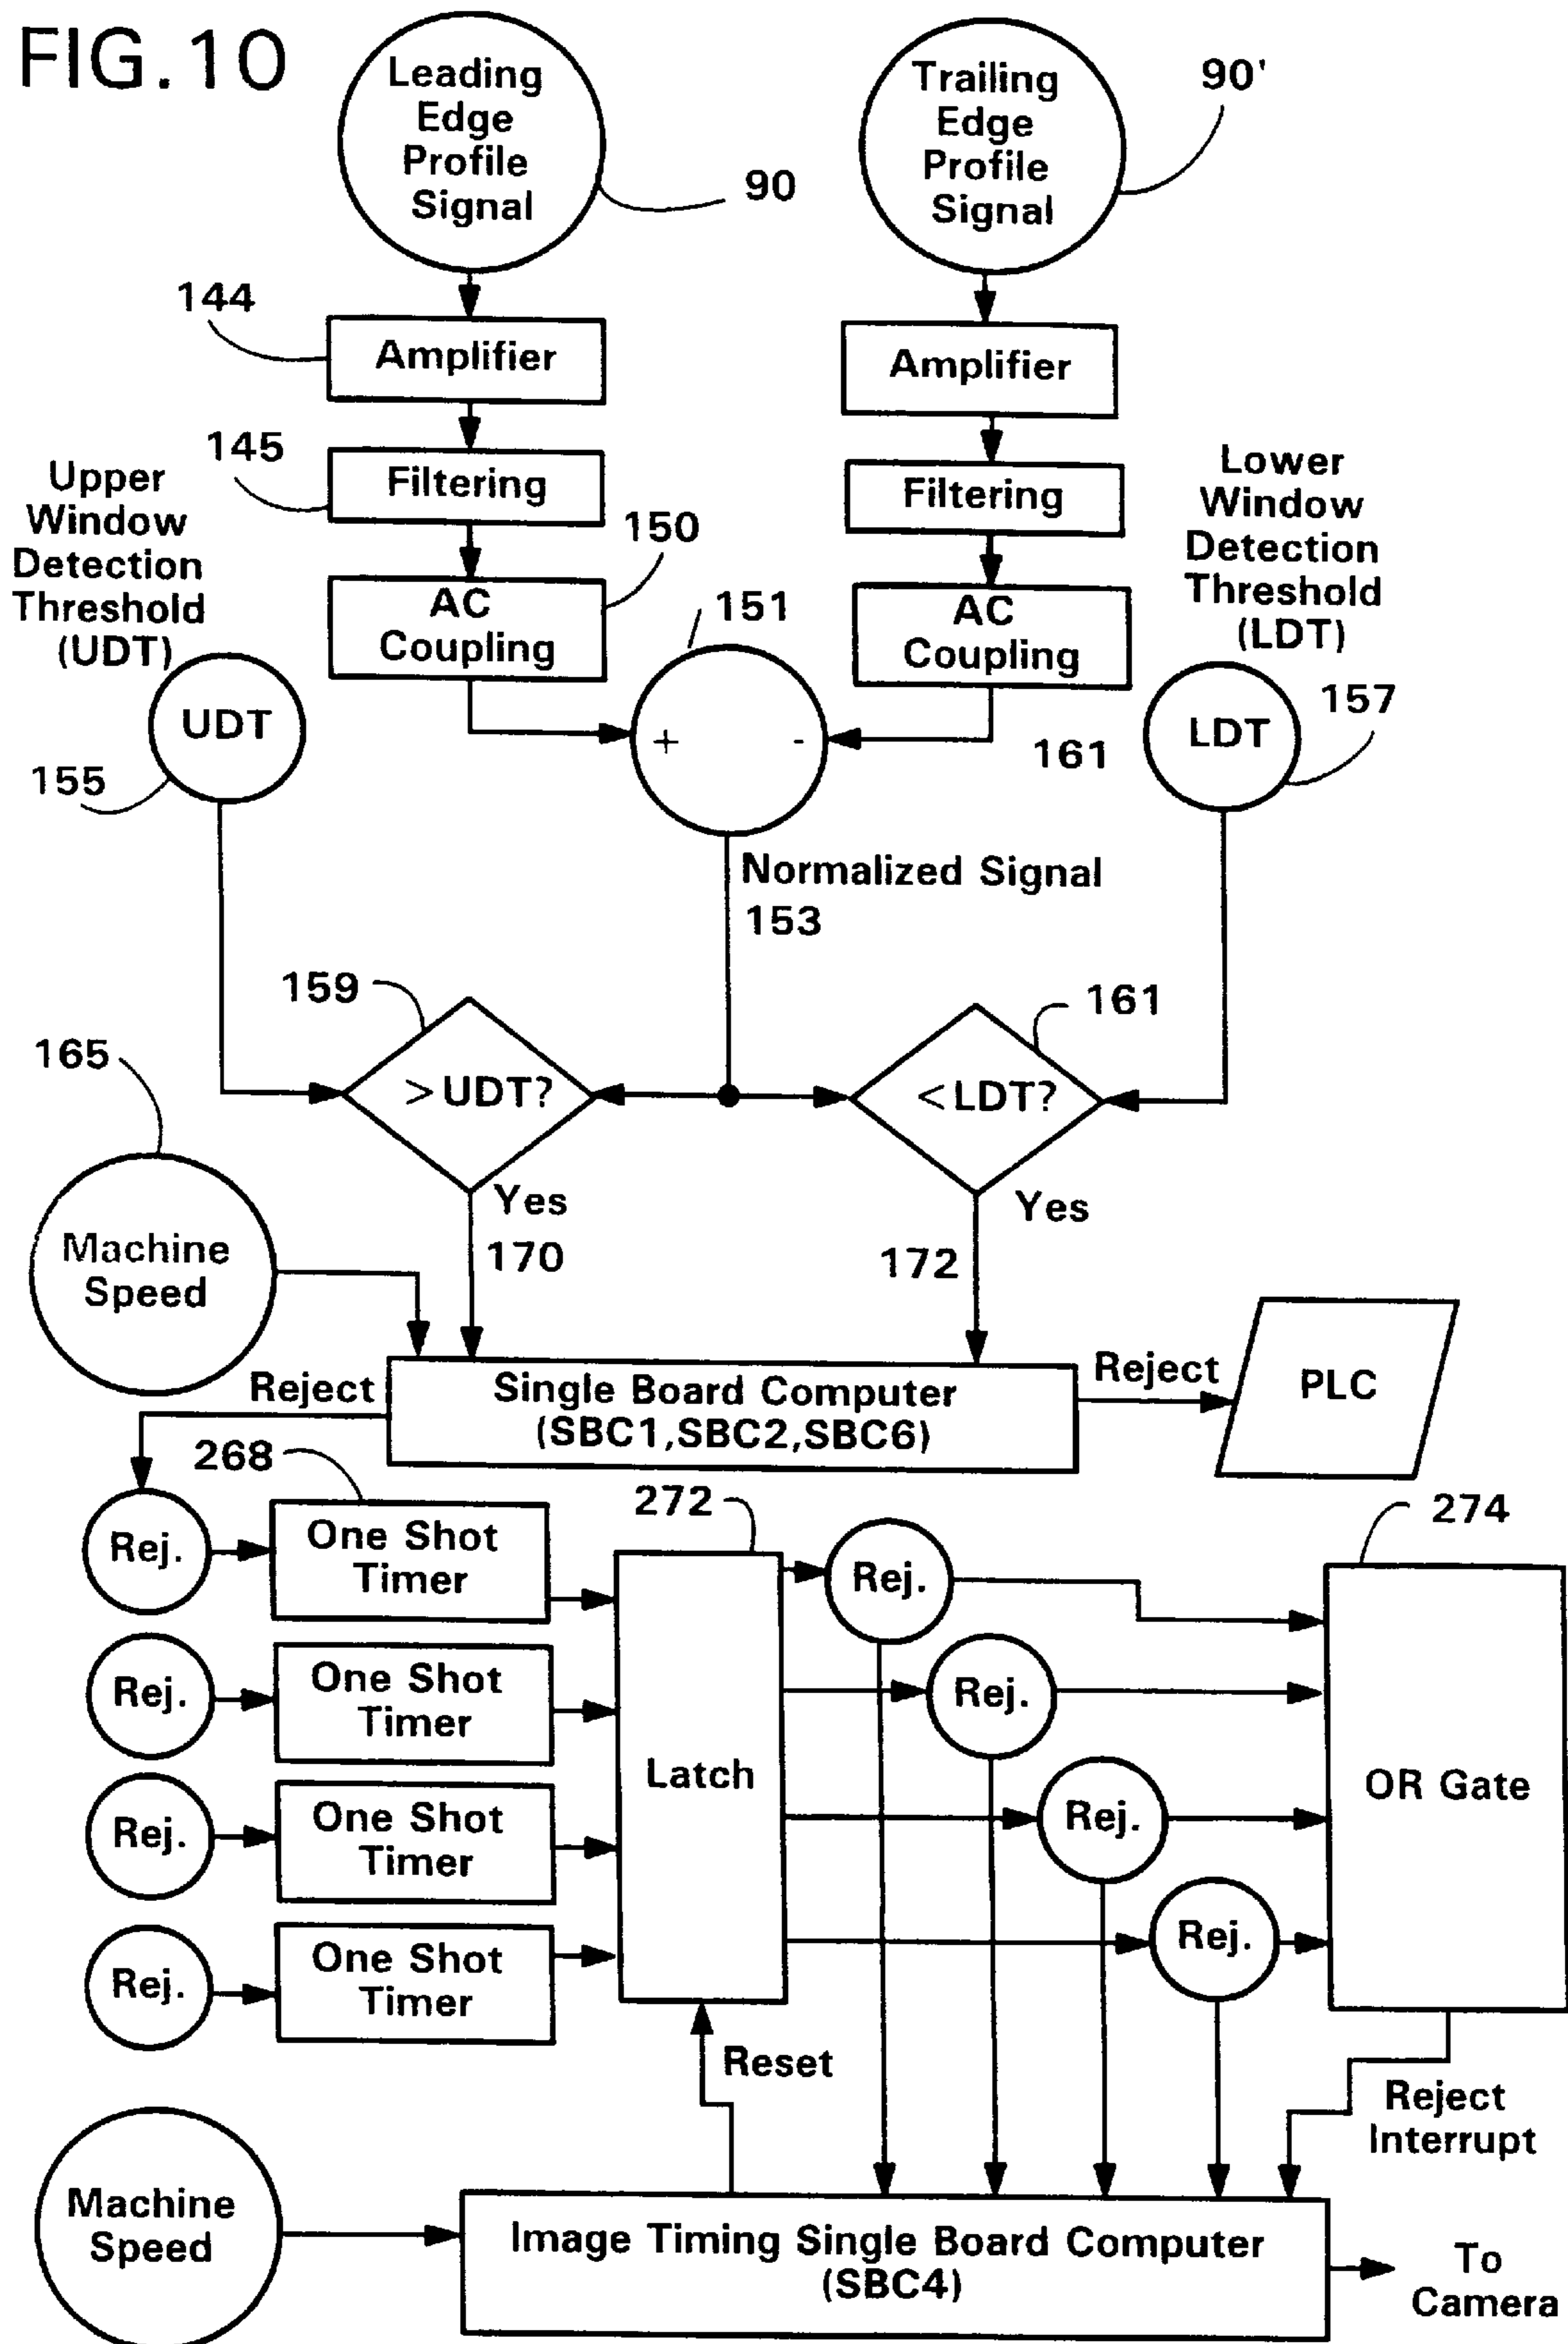 FIG.10
Leading
Edge
Profile
Signal
90
Trailing
Edge
Profile
Signal
90'
144
Amplifier
Amplifier
145
Filtering
Filtering
Upper
Window
Detection
Threshold
(UDT)
Lower
Window
Detection
Threshold
(LDT)
150
AC
Coupling
AC
Coupling
151
UDT
155
+ -
161
LDT
157
Normalized Signal
153
159
161
165
> UDT?
< LDT?
Yes
170
Yes
172
Machine
Speed
Reject
Single Board Computer
(SBC1,SBC2,SBC6)
Reject
PLC
268
272
274
Rej.
One Shot
Timer
Rej.
One Shot
Timer
Rej.
One Shot
Timer
Rej.
One Shot
Timer
Latch
Rej.
Rej.
Rej.
Rej.
OR Gate
Reset
Reject
Interrupt
Machine
Speed
Image Timing Single Board Computer
(SBC4)
To
Camera